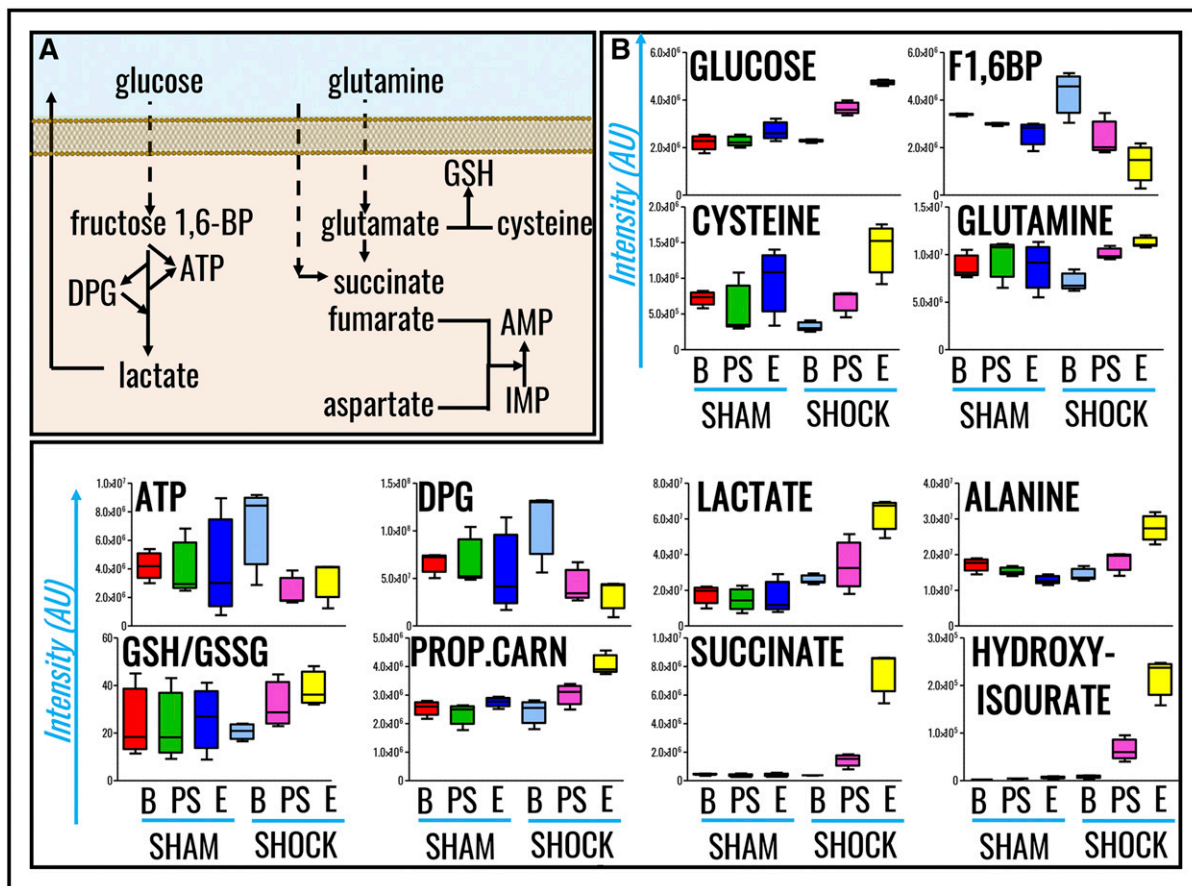 A
glucose
glutamine
GSH
fructose 1,6-BP
glutamate
cysteine
ATP
DPG
succinate
fumarate
AMP
lactate
aspartate
IMP
B
Intensity (AU)
GLUCOSE
6.0×10⁶
4.0×10⁶
2.0×10⁶
0
F1,6BP
6.0×10⁶
4.0×10⁶
2.0×10⁶
0
CYSTEINE
2.0×10⁶
1.5×10⁶
1.0×10⁶
5.0×10⁵
0
GLUTAMINE
1.5×10⁷
1.0×10⁷
5.0×10⁶
0
B PS E B PS E
SHAM SHOCK
B PS E B PS E
SHAM SHOCK
Intensity (AU)
ATP
1.0×10⁷
8.0×10⁶
6.0×10⁶
4.0×10⁶
2.0×10⁶
0
DPG
1.5×10⁸
1.0×10⁸
5.0×10⁷
0
LACTATE
8.0×10⁷
6.0×10⁷
4.0×10⁷
2.0×10⁷
0
ALANINE
4.0×10⁷
3.0×10⁷
2.0×10⁷
1.0×10⁷
0
GSH/GSSG
60
40
20
0
PROP.CARN
5.0×10⁶
4.0×10⁶
3.0×10⁶
2.0×10⁶
1.0×10⁶
0
SUCCINATE
1.0×10⁷
8.0×10⁶
6.0×10⁶
4.0×10⁶
2.0×10⁶
0
HYDROXY-
ISOURATE
3.0×10⁵
2.0×10⁵
1.0×10⁵
0
B PS E B PS E
SHAM SHOCK
B PS E B PS E
SHAM SHOCK
B PS E B PS E
SHAM SHOCK
B PS E B PS E
SHAM SHOCK